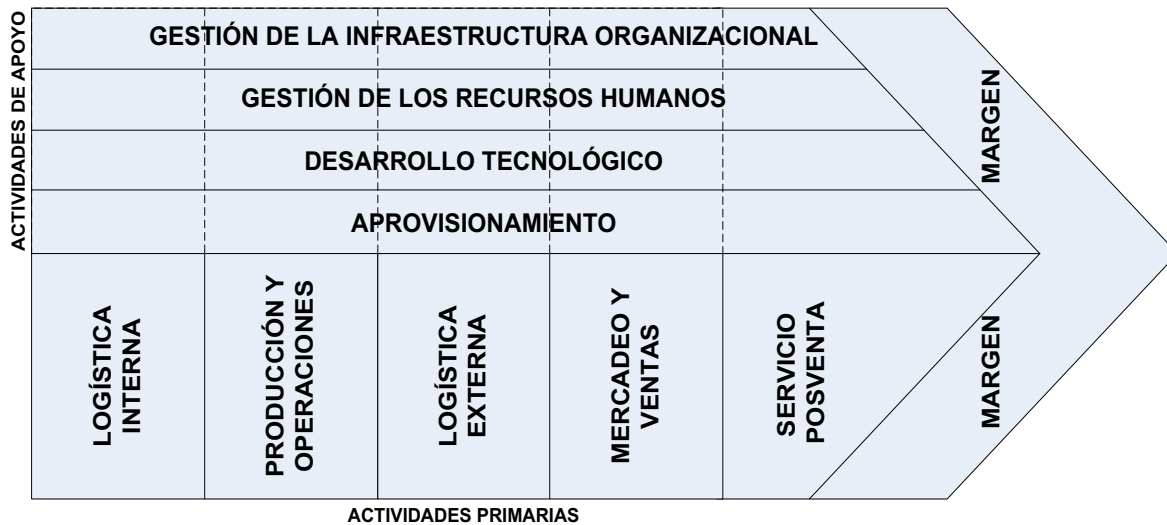 ACTIVIDADES DE APOYO
GESTIÓN DE LA INFRAESTRUCTURA ORGANIZACIONAL
GESTIÓN DE LOS RECURSOS HUMANOS
DESARROLLO TECNOLÓGICO
APROVISIONAMIENTO
MARGEN
LOGÍSTICA
INTERNA
PRODUCCIÓN Y
OPERACIONES
LOGÍSTICA
EXTERNA
MERCADEO Y
VENTAS
SERVICIO
POSVENTA
MARGEN
ACTIVIDADES PRIMARIAS